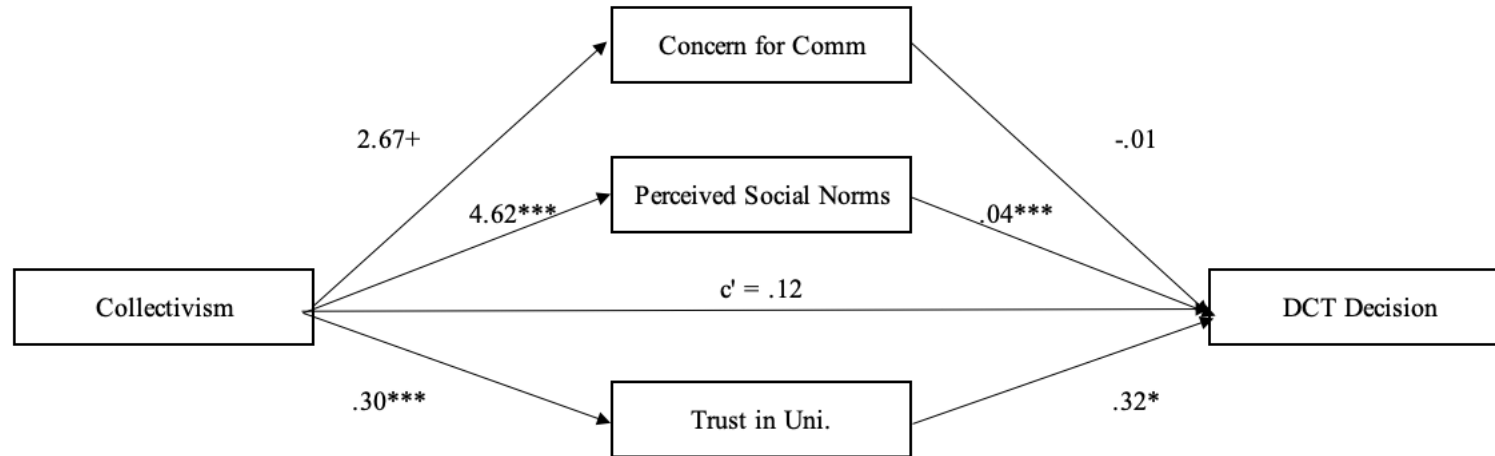 Concern for Comm
2.67+
-.01
Perceived Social Norms
4.62***
.04***
Collectivism
c' = .12
DCT Decision
.30***
.32*
Trust in Uni.